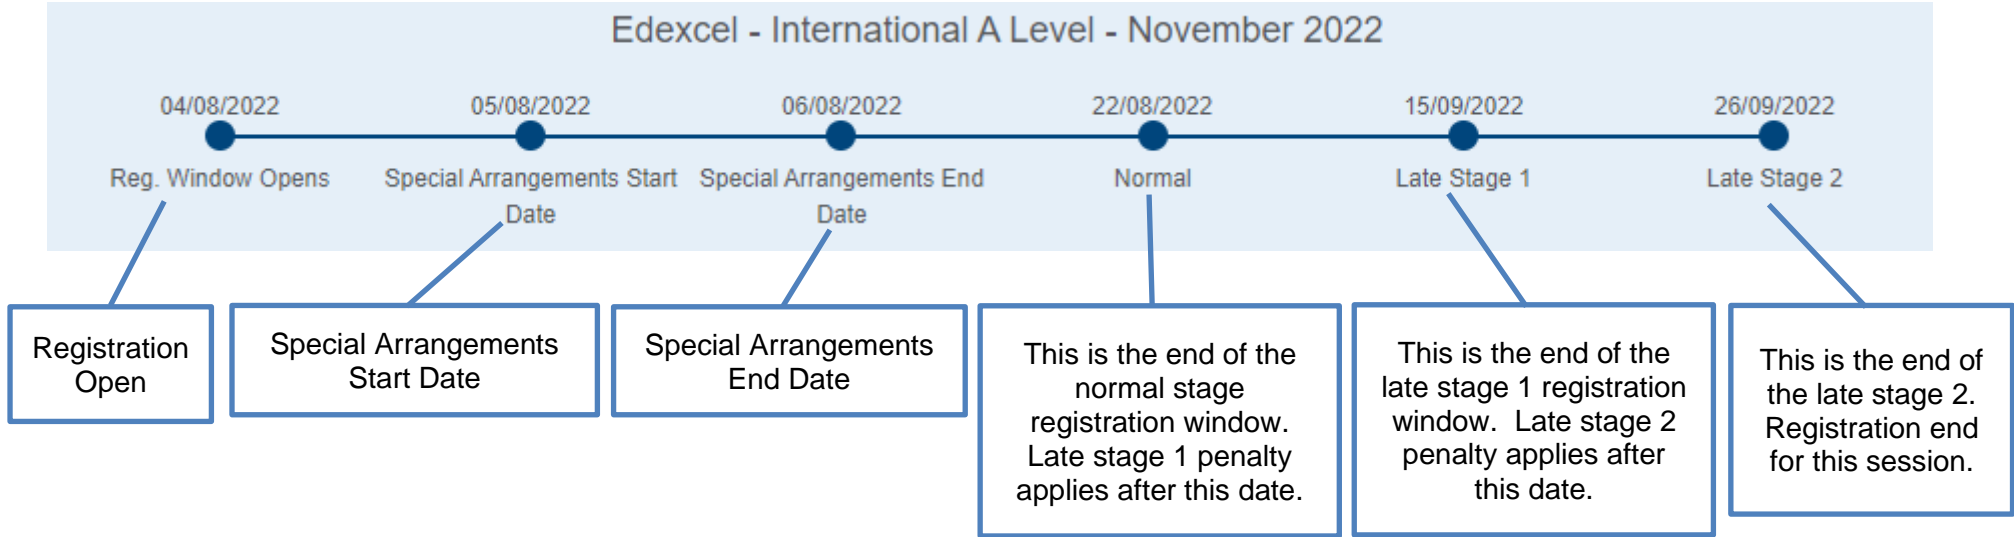 Edexcel - International A Level - November 2022
04/08/2022
05/08/2022
06/08/2022
22/08/2022
15/09/2022
26/09/2022
Reg. Window Opens
Special Arrangements Start
Date
Special Arrangements End
Date
Normal
Late Stage 1
Late Stage 2
Registration
Open
Special Arrangements
Start Date
Special Arrangements
End Date
This is the end of the
normal stage
registration window.
Late stage 1 penalty
applies after this date.
This is the end of the
late stage 1 registration
window.  Late stage 2
penalty applies after
this date.
This is the end of
the late stage 2.
Registration end
for this session.